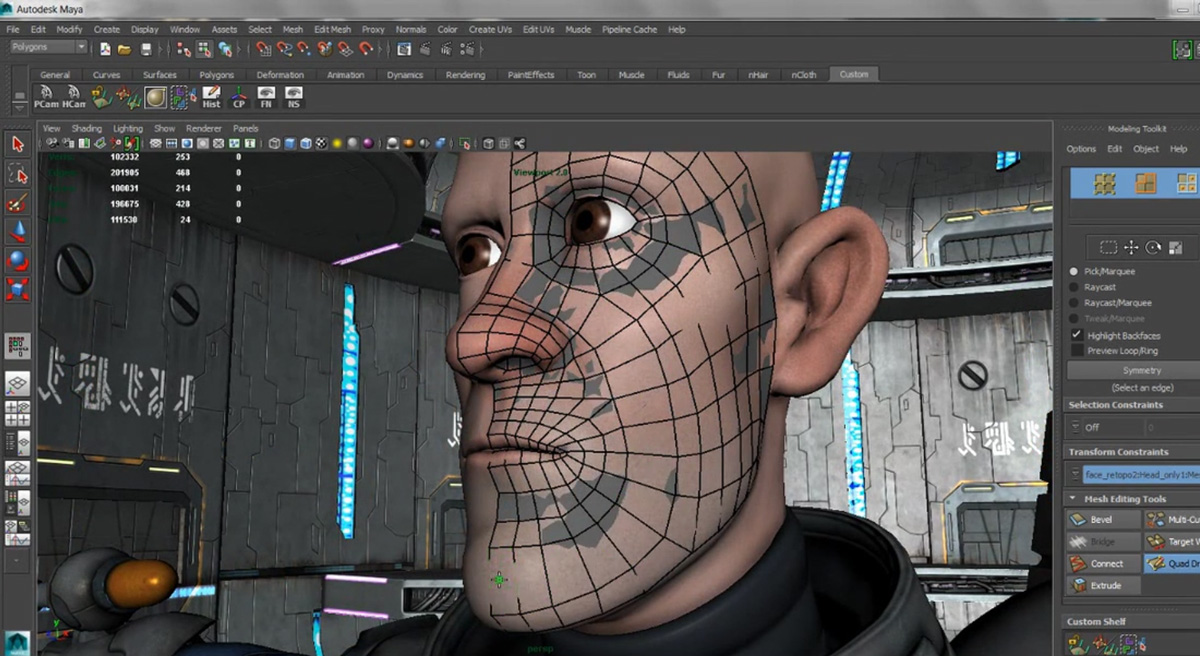 Autodesk Maya
File Edit Modify Create Display Window Assets Select Mesh Edit Mesh Proxy Normals Color Create UVs Edit UVs Muscle Pipeline Cache Help
Polygons
General Curves Surfaces Polygons Deformation Animation Dynamics Rendering PaintEffects Toon Muscle Fluids Fur nHair nCloth Custom
PCam HCam Hist CP FN NS
View Shading Lighting Show Renderer Panels
102332 253 0
201905 468 0
100031 214 0
196675 428 0
111530 24 0
Viewport 2.0
persp
Modeling Toolkit
Options Edit Object Help
Pick/Marquee
Raycast
Raycast/Marquee
Tweak/Marquee
Highlight Backfaces
Preview Loop/Ring
Symmetry
(Select an edge)
Selection Constraints
Off 0
Transform Constraints
Mesh Editing Tools
Bevel Multi-Cu
Bridge Target W
Connect Quad Dr
Extrude
Custom Shelf